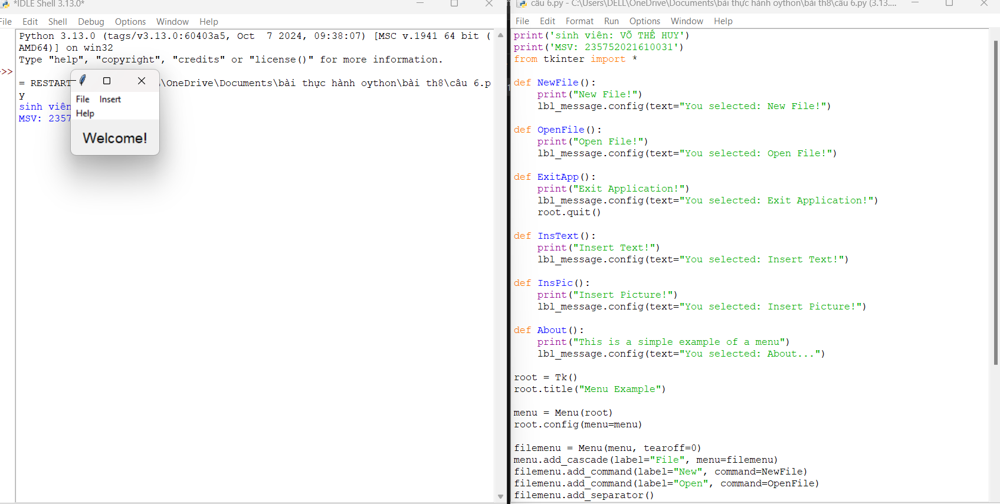 *IDLE Shell 3.13.0*
File Edit Shell Debug Options Window Help
Python 3.13.0 (tags/v3.13.0:60403a5, Oct  7 2024, 09:38:07) [MSC v.1941 64 bit (
AMD64)] on win32
Type "help", "copyright", "credits" or "license()" for more information.
>>
= RESTART \OneDrive\Documents\bài thực hành oython\bài th8\câu 6.p
y
sinh viên
MSV: 2357
File Insert
Help
Welcome!
câu 6.py - C:\Users\DELL\OneDrive\Documents\bài thực hành oython\bài th8\câu 6.py (3.13....
File Edit Format Run Options Window Help
print('sinh viên: VÕ THẾ HUY')
print('MSV: 235752021610031')
from tkinter import *
def NewFile():
    print("New File!")
    lbl_message.config(text="You selected: New File!")
def OpenFile():
    print("Open File!")
    lbl_message.config(text="You selected: Open File!")
def ExitApp():
    print("Exit Application!")
    lbl_message.config(text="You selected: Exit Application!")
    root.quit()
def InsText():
    print("Insert Text!")
    lbl_message.config(text="You selected: Insert Text!")
def InsPic():
    print("Insert Picture!")
    lbl_message.config(text="You selected: Insert Picture!")
def About():
    print("This is a simple example of a menu")
    lbl_message.config(text="You selected: About...")
root = Tk()
root.title("Menu Example")
menu = Menu(root)
root.config(menu=menu)
filemenu = Menu(menu, tearoff=0)
menu.add_cascade(label="File", menu=filemenu)
filemenu.add_command(label="New", command=NewFile)
filemenu.add_command(label="Open", command=OpenFile)
filemenu.add_separator()